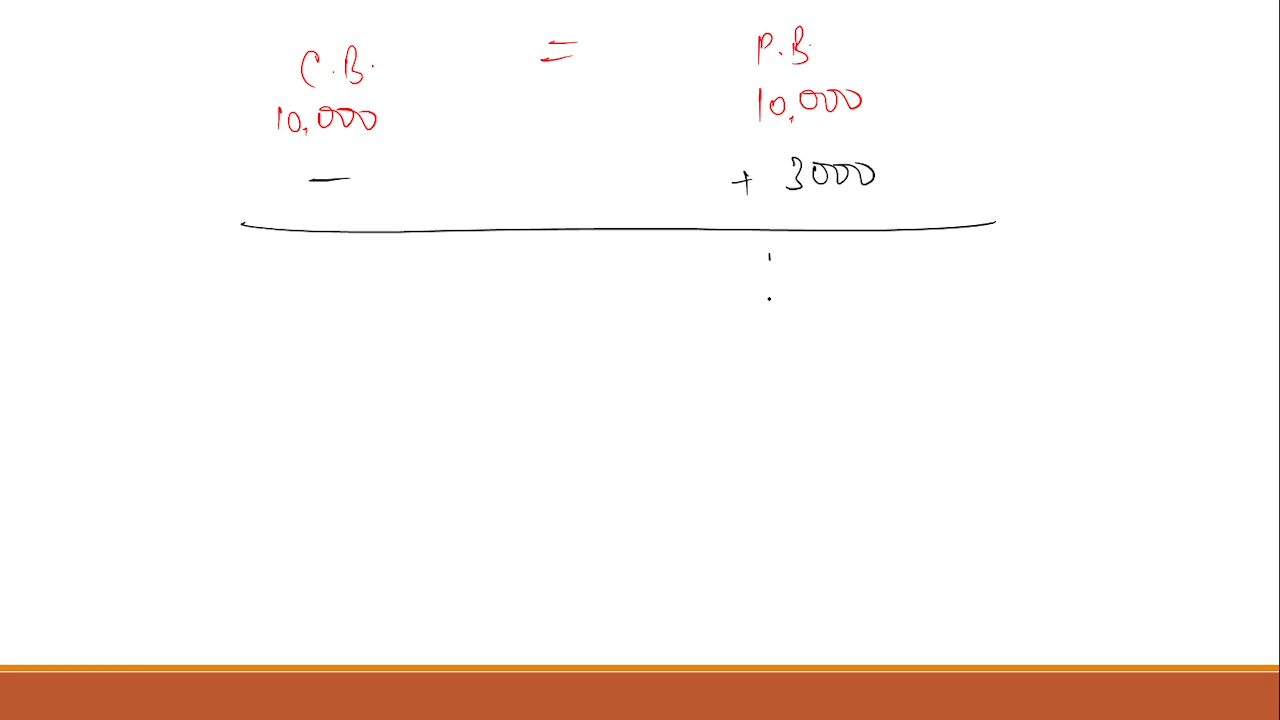 C.B. = P.B
10,000 10,000
— + 3000